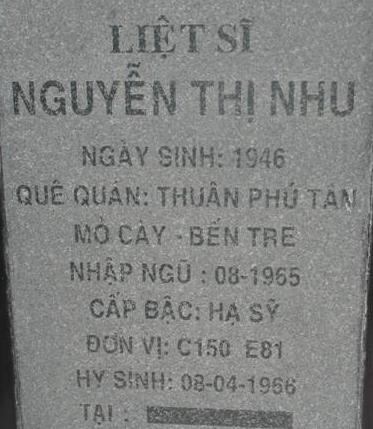 LIỆT SĨ
NGUYỄN THỊ NHU
NGÀY SINH: 1946
QUÊ QUÁN: THUẬN PHÚ TÂN
MỎ CÀY - BẾN TRE
NHẬP NGŨ : 08-1965
CẤP BẬC: HẠ SỸ
ĐƠN VỊ: C150 E81
HY SINH: 08-04-1966
TẠI :